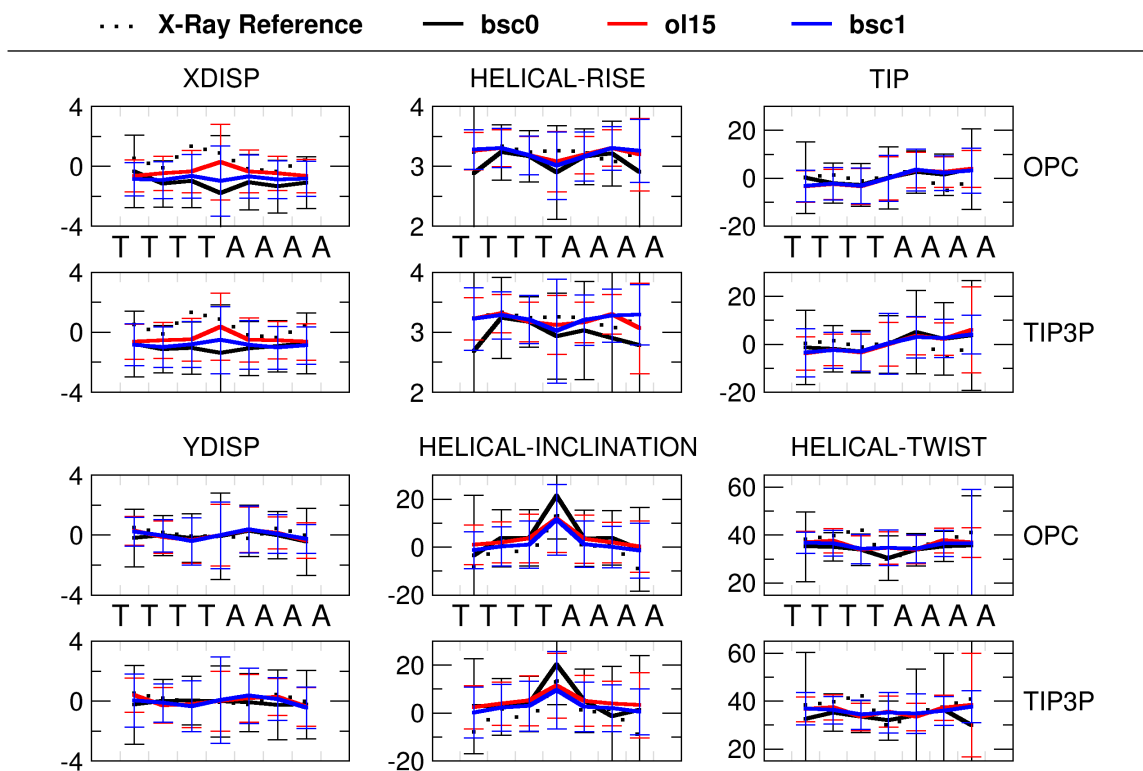 X-Ray Reference bsc0 ol15 bsc1
XDISP HELICAL-RISE TIP
4 4 20
0 3 0
-4 2 -20
OPC
T T T T A A A A T T T T A A A A T T T T A A A A
4 4 20
0 3 0
-4 2 -20
TIP3P
YDISP HELICAL-INCLINATION HELICAL-TWIST
4 20 60
0 0 40
-4 -20 20
OPC
T T T T A A A A T T T T A A A A T T T T A A A A
4 20 60
0 0 40
-4 -20 20
TIP3P